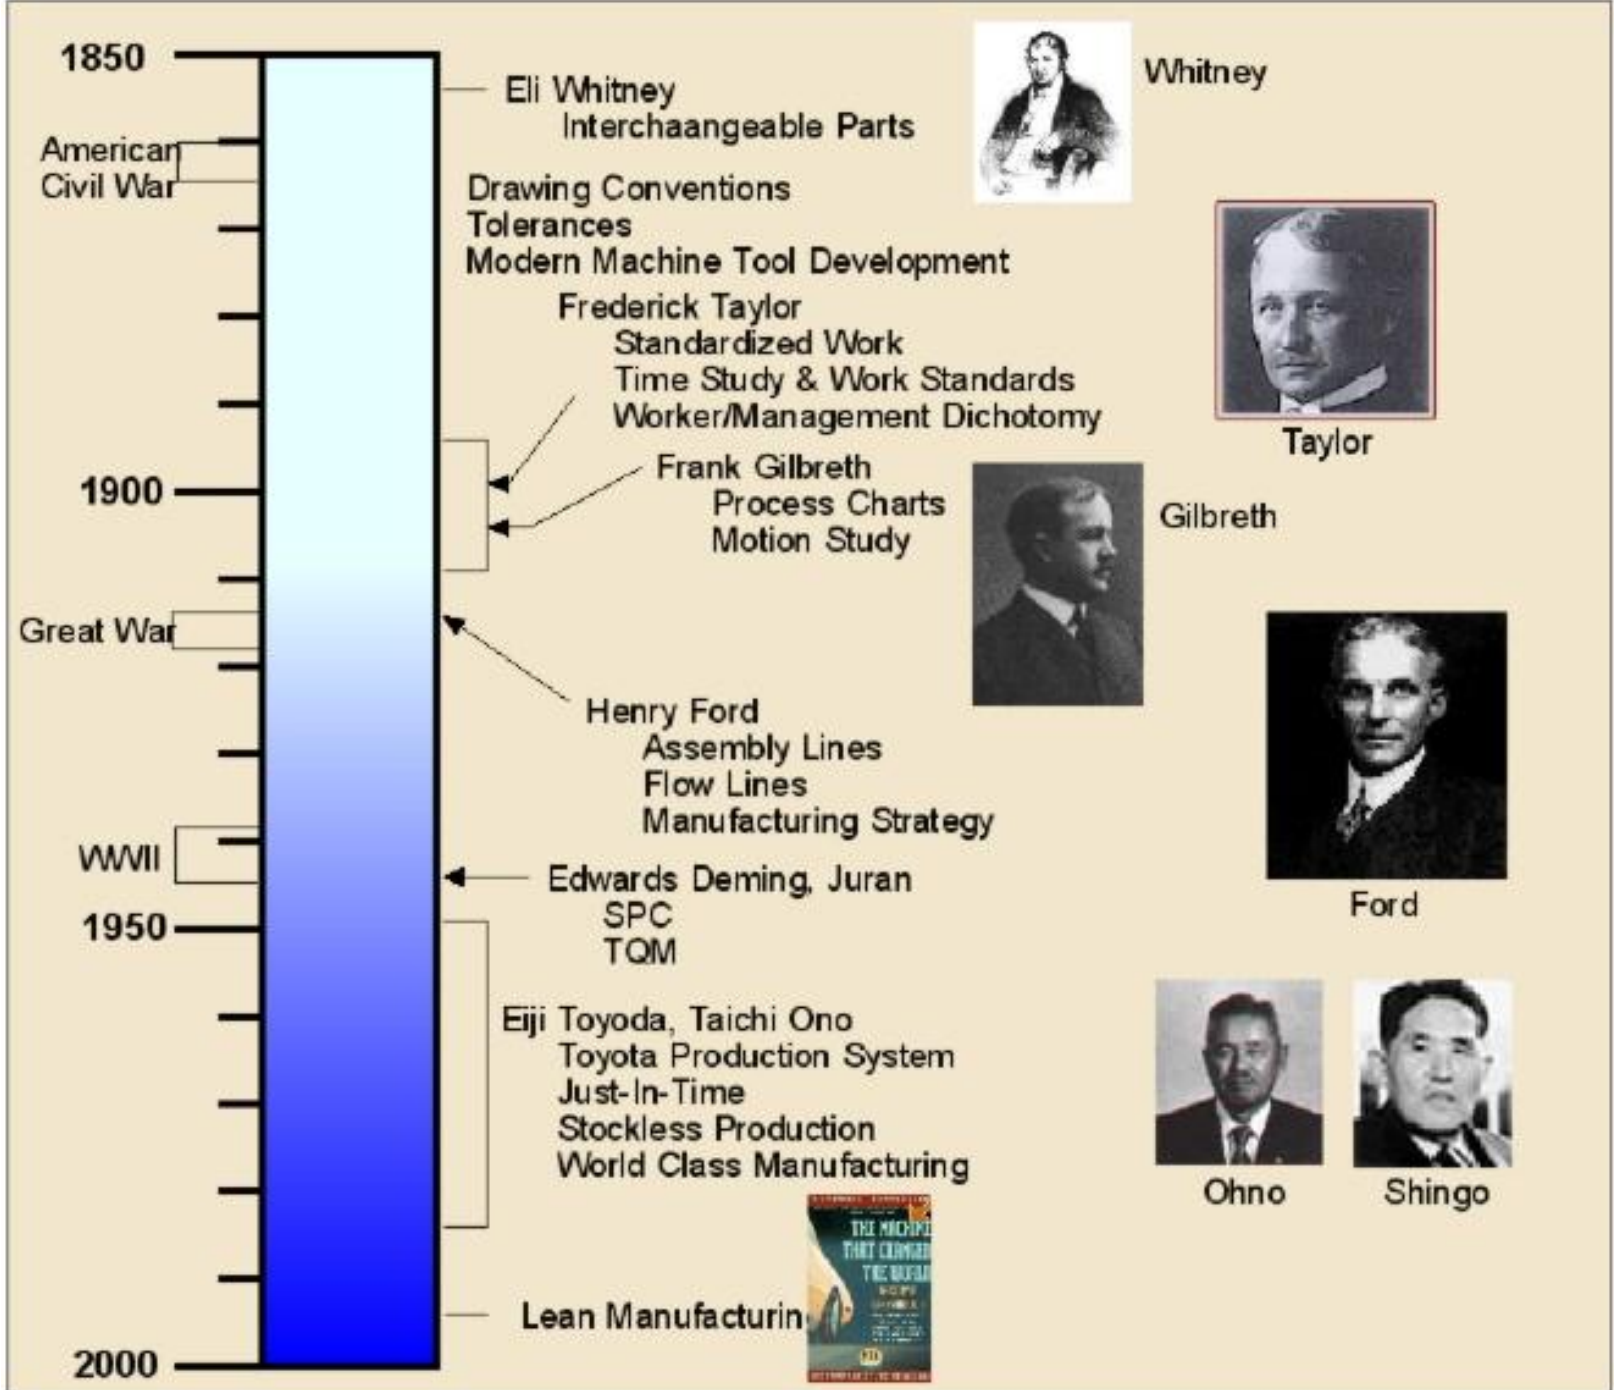 1850
Eli Whitney
Interchaangeable Parts
Whitney
American
Civil War
Drawing Conventions
Tolerances
Modern Machine Tool Development
Frederick Taylor
Standardized Work
Time Study & Work Standards
Worker/Management Dichotomy
Taylor
1900
Frank Gilbreth
Process Charts
Motion Study
Gilbreth
Great War
Henry Ford
Assembly Lines
Flow Lines
Manufacturing Strategy
Ford
WWII
Edwards Deming, Juran
SPC
TQM
1950
Eiji Toyoda, Taichi Ono
Toyota Production System
Just-In-Time
Stockless Production
World Class Manufacturing
Ohno
Shingo
THE MACHINE
THAT CHANGED
THE WORLD
Lean Manufacturin
2000